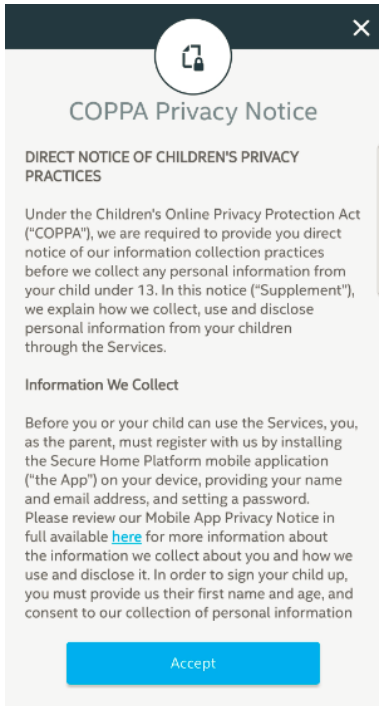 COPPA Privacy Notice
DIRECT NOTICE OF CHILDREN'S PRIVACY
PRACTICES
Under the Children's Online Privacy Protection Act
("COPPA"), we are required to provide you direct
notice of our information collection practices
before we collect any personal information from
your child under 13. In this notice ("Supplement"),
we explain how we collect, use and disclose
personal information from your children
through the Services.
Information We Collect
Before you or your child can use the Services, you,
as the parent, must register with us by installing
the Secure Home Platform mobile application
("the App") on your device, providing your name
and email address, and setting a password.
Please review our Mobile App Privacy Notice in
full available here for more information about
the information we collect about you and how we
use and disclose it. In order to sign your child up,
you must provide us their first name and age, and
consent to our collection of personal information
Accept